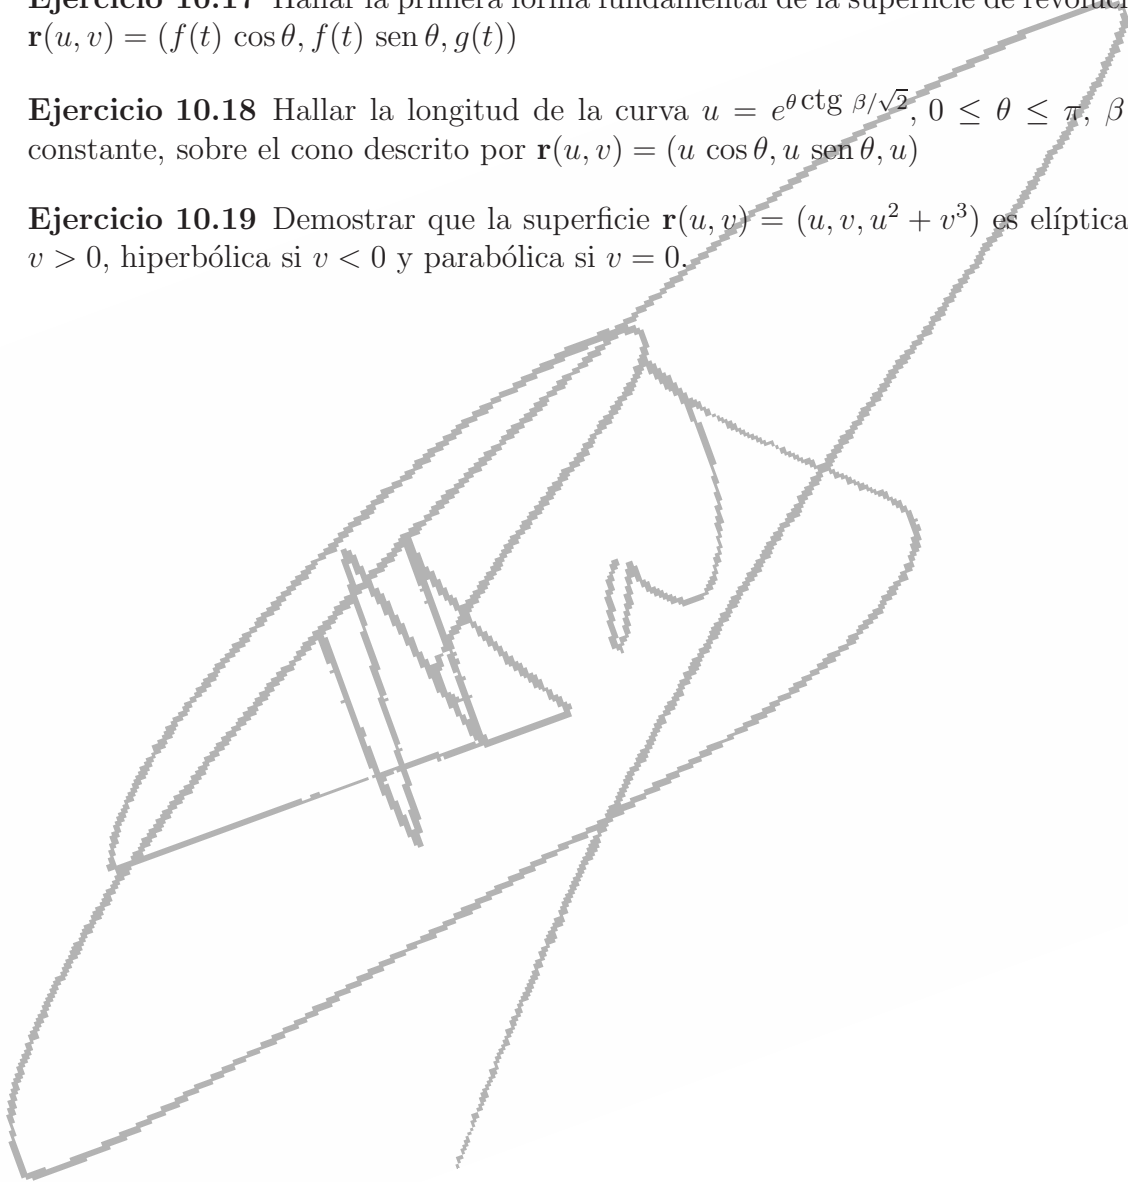 Ejercicio 10.17 Hallar la primera forma fundamental de la superficie de
r(u, v) = (f(t) cos θ, f(t) sen θ, g(t))
Ejercicio 10.18 Hallar la longitud de la curva u = e^{θ ctg β/√2}, 0 ≤ θ ≤ π, β
constante, sobre el cono descrito por r(u, v) = (u cos θ, u sen θ, u)
Ejercicio 10.19 Demostrar que la superficie r(u, v) = (u, v, u² + v³) es elíptica
v > 0, hiperbólica si v < 0 y parabólica si v = 0.